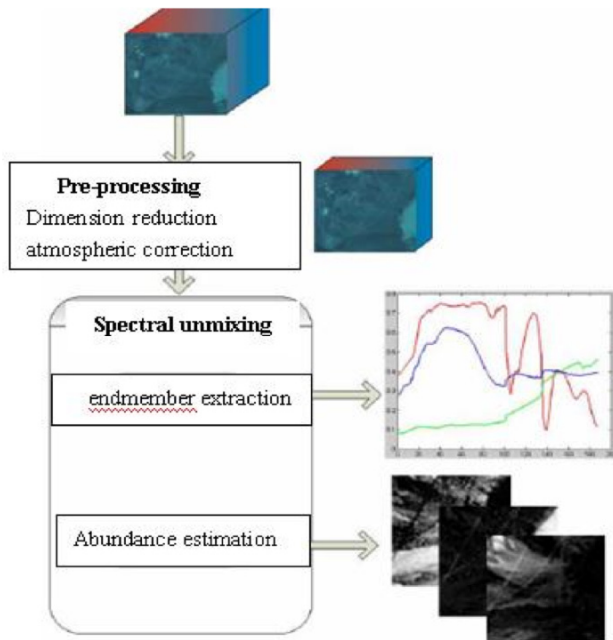 Pre-processing
Dimension reduction
atmospheric correction
Spectral unmixing
endmember extraction
Abundance estimation